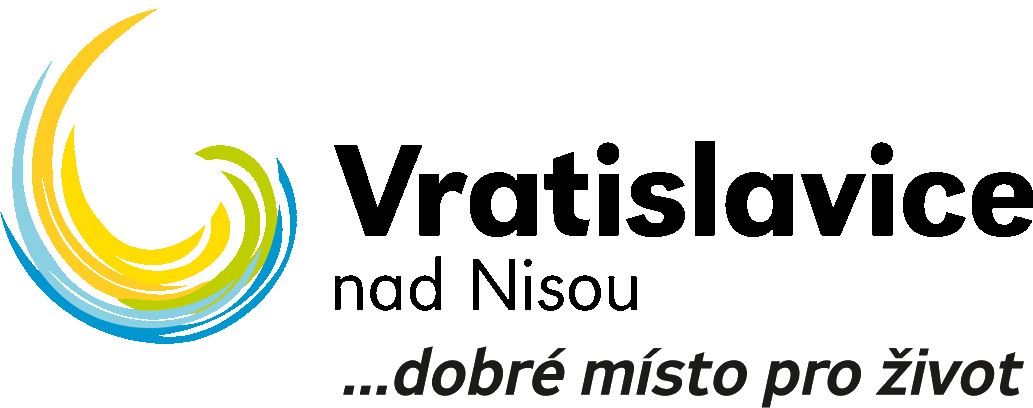 Vratislavice
nad Nisou
...dobré místo pro život